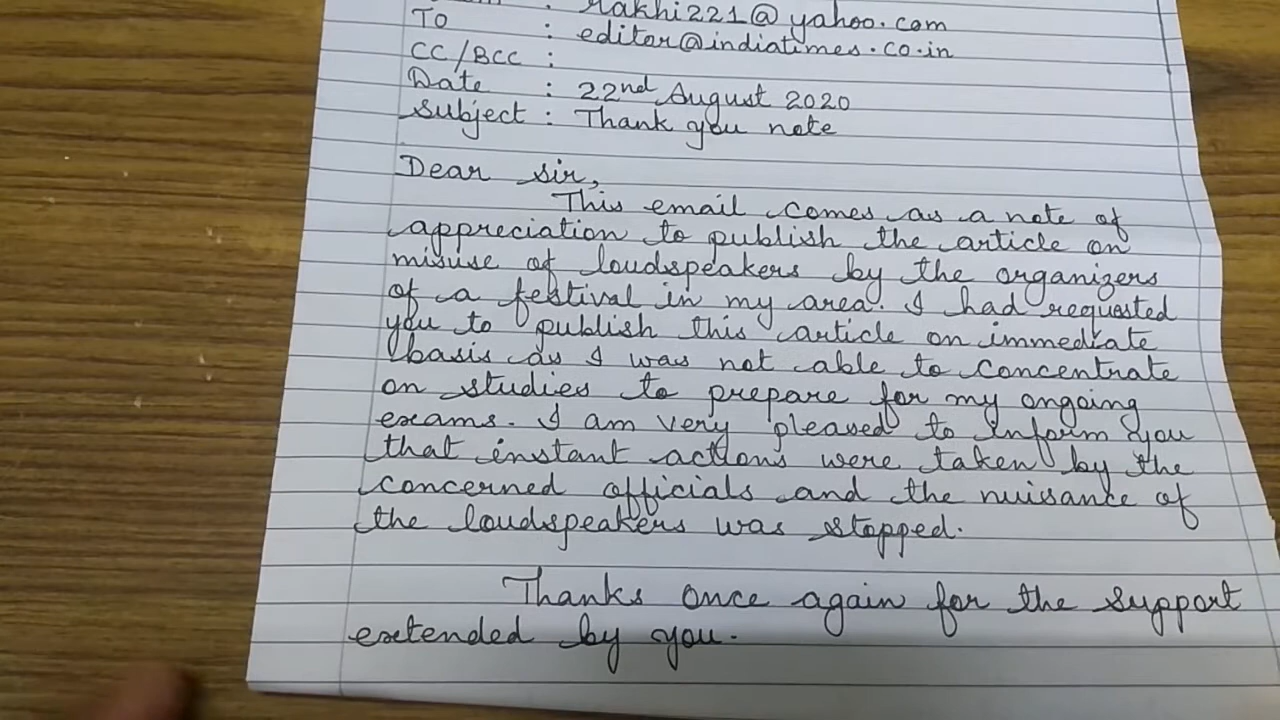 : rakhi221@yahoo.com
TO : editor@indiatimes.co.in
CC/BCC :
Date : 22nd August 2020
Subject : Thank you note
Dear Sir,
This email comes as a note of
appreciation to publish the article on
misuse of loudspeakers by the organizers
of a festival in my area. I had requested
you to publish this article on immediate
basis as I was not able to concentrate
on studies to prepare for my ongoing
exams. I am very pleased to inform you
that instant actions were taken by the
concerned officials and the nuisance of
the loudspeakers was stopped.
Thanks once again for the support
extended by you.